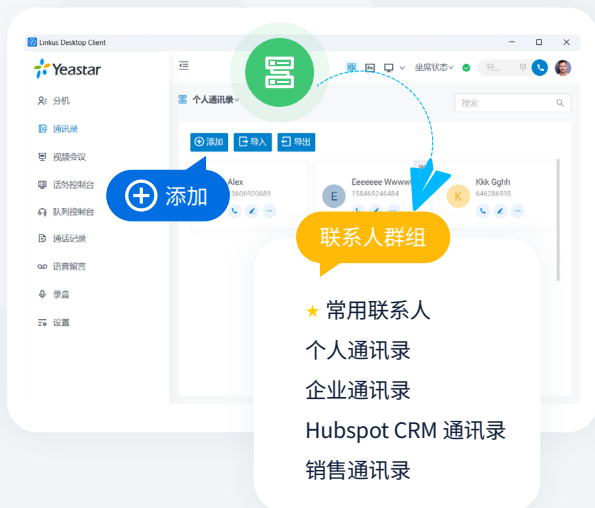 Linkus Desktop Client
Yeastar
坐席状态
分机
个人通讯录
搜索
通讯录
添加
导入
导出
视频会议
话务控制台
添加
Alex
3606920689
Eeeeeee Wwwww
158465246484
Kkk Gghh
646286595
E
K
队列控制台
联系人群组
通话记录
语音留言
录音
设置
★ 常用联系人
个人通讯录
企业通讯录
Hubspot CRM 通讯录
销售通讯录